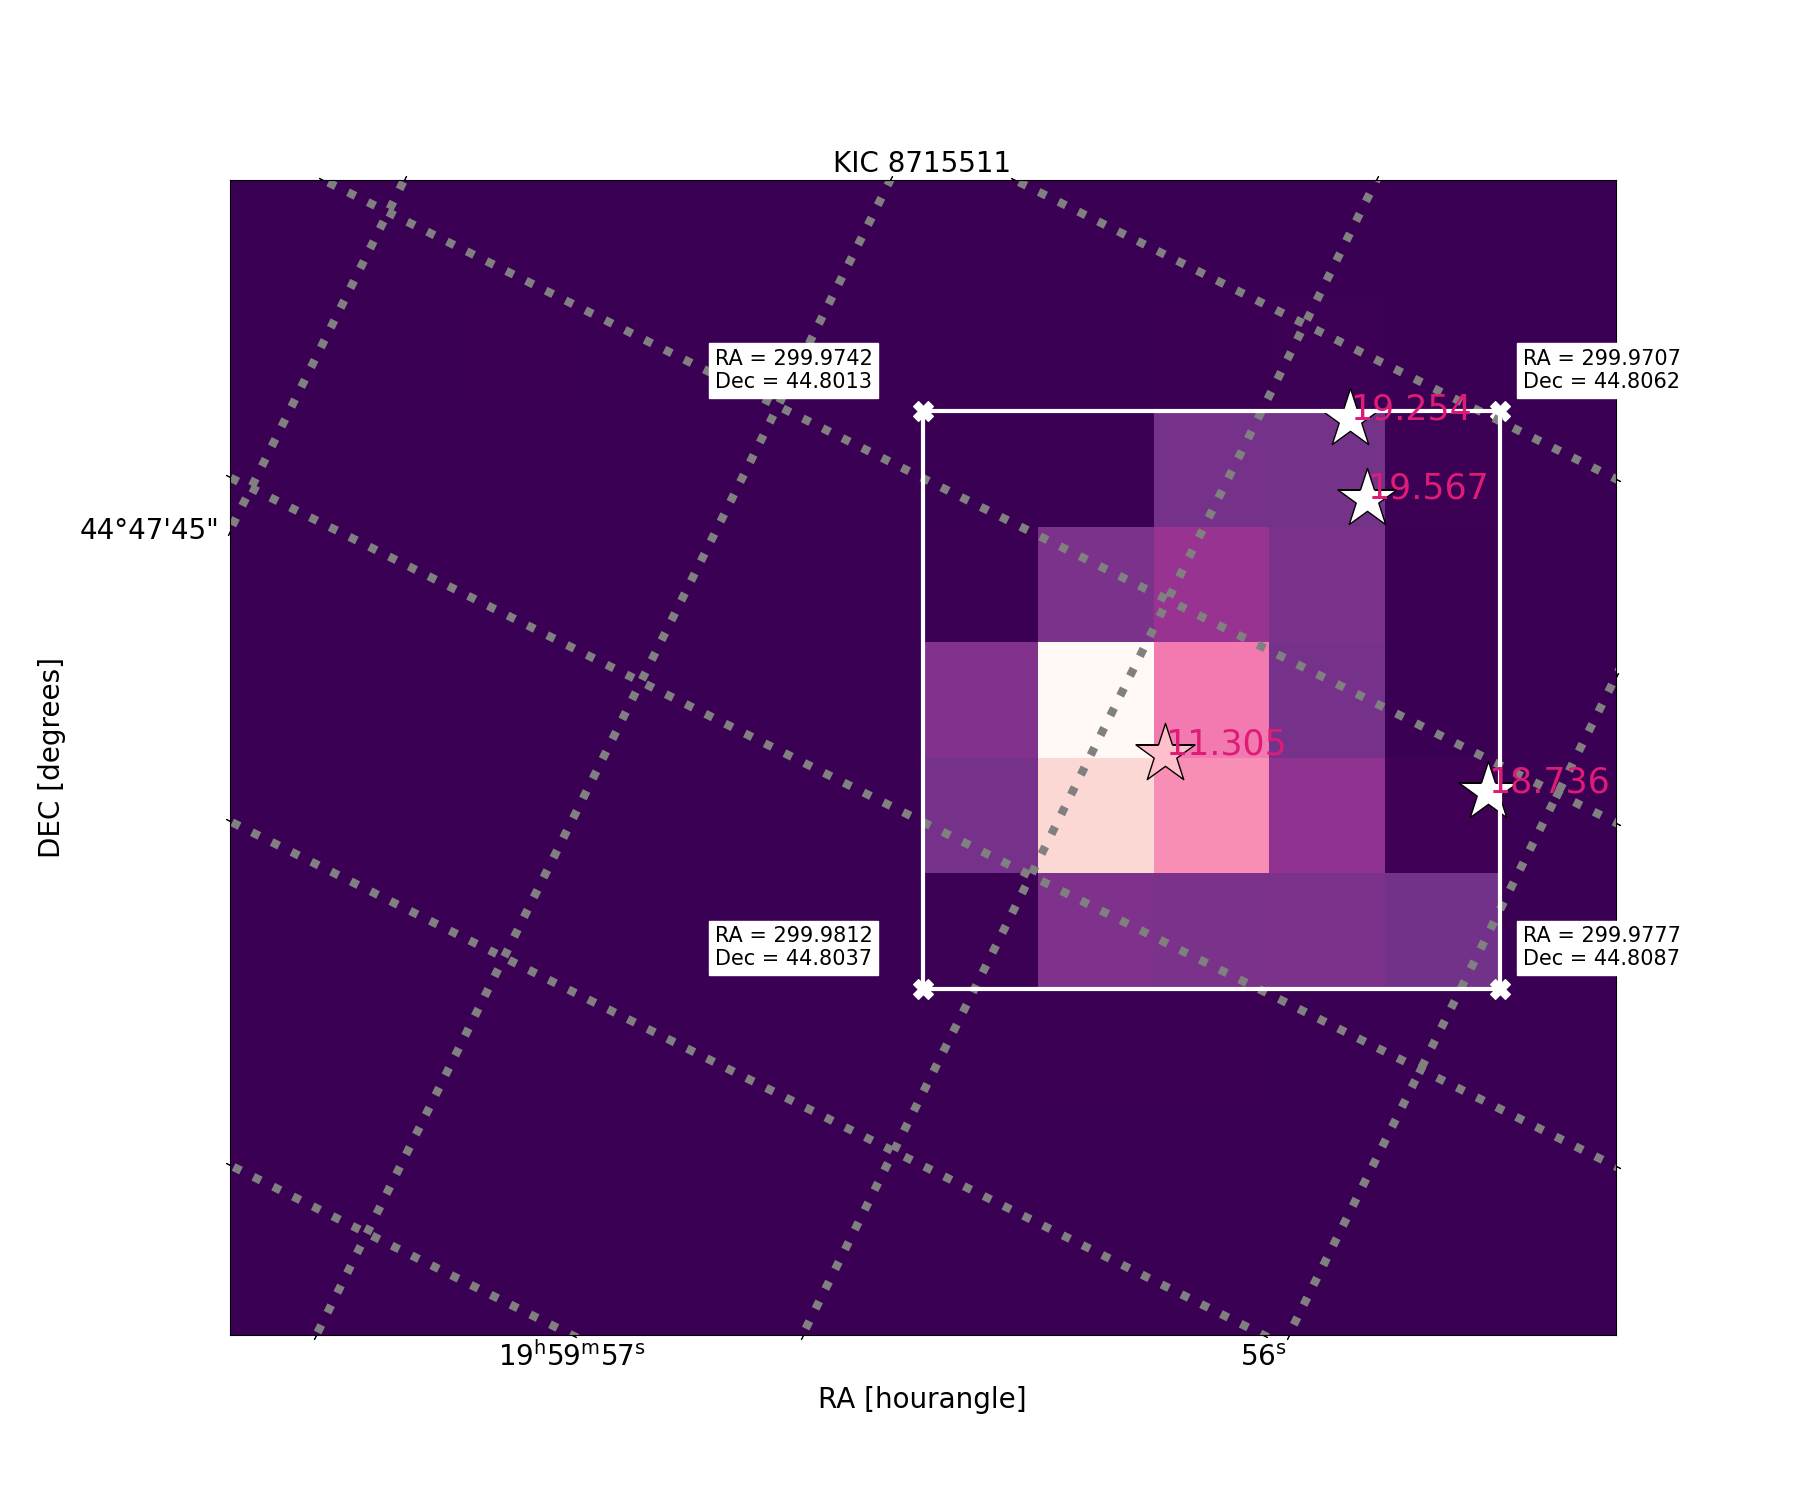 KIC 8715511
RA = 299.9742
Dec = 44.8013
RA = 299.9707
Dec = 44.8062
19.254
19.567
44°47'45"
11.305
18.736
DEC [degrees]
RA = 299.9812
Dec = 44.8037
RA = 299.9777
Dec = 44.8087
19ʰ59ᵐ57ˢ
56ˢ
RA [hourangle]